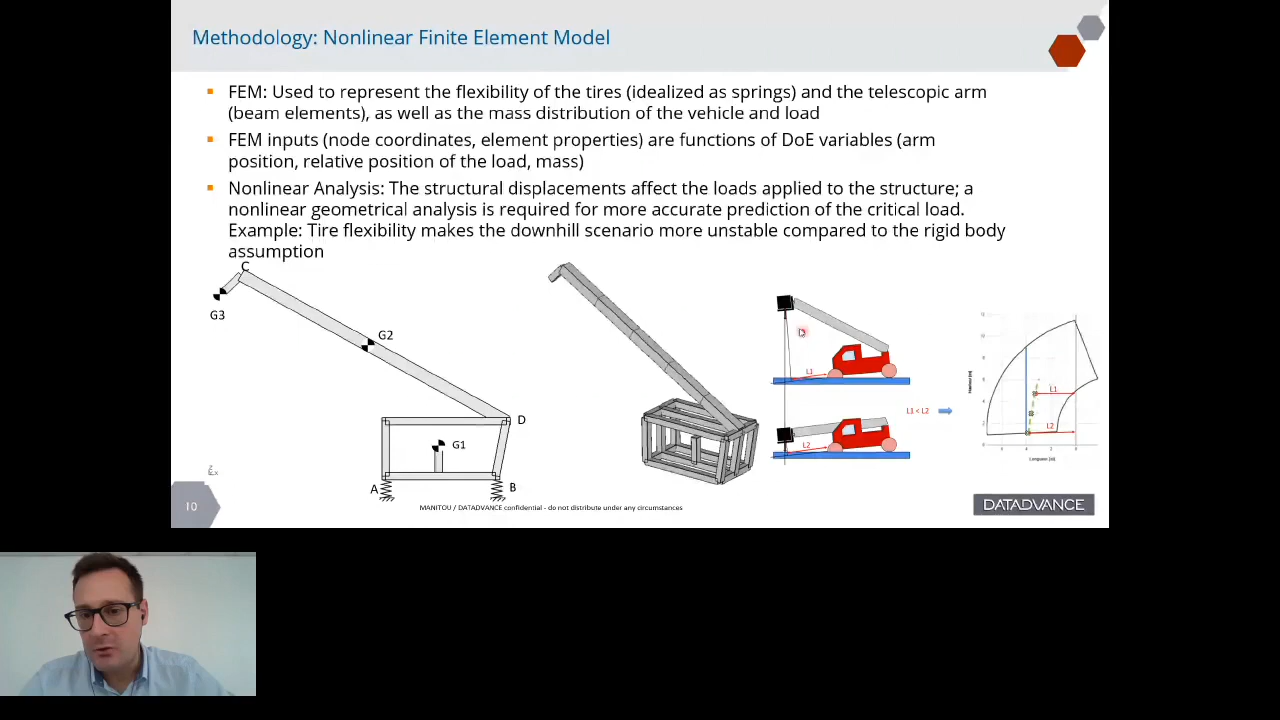 Methodology: Nonlinear Finite Element Model
FEM: Used to represent the flexibility of the tires (idealized as springs) and the telescopic arm
(beam elements), as well as the mass distribution of the vehicle and load
FEM inputs (node coordinates, element properties) are functions of DoE variables (arm
position, relative position of the load, mass)
Nonlinear Analysis: The structural displacements affect the loads applied to the structure; a
nonlinear geometrical analysis is required for more accurate prediction of the critical load.
Example: Tire flexibility makes the downhill scenario more unstable compared to the rigid body
assumption
C
G3
G2
D
G1
A
B
L1
L1 < L2
L2
L1
L2
10
MANITOU / DATADVANCE confidential - do not distribute under any circumstances
DATADVANCE